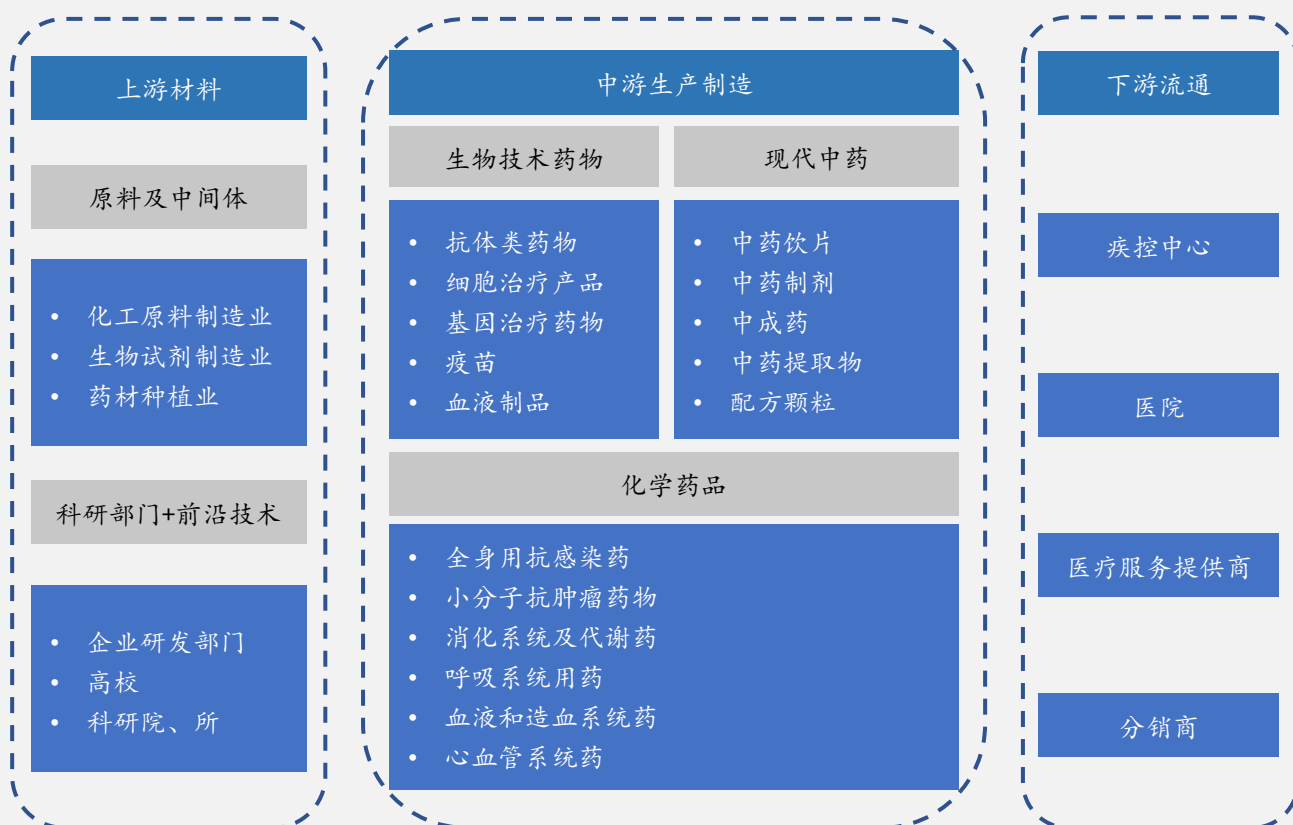 上游材料
原料及中间体
• 化工原料制造业
• 生物试剂制造业
• 药材种植业
科研部门+前沿技术
• 企业研发部门
• 高校
• 科研院、所
中游生产制造
生物技术药物
• 抗体类药物
• 细胞治疗产品
• 基因治疗药物
• 疫苗
• 血液制品
现代中药
• 中药饮片
• 中药制剂
• 中成药
• 中药提取物
• 配方颗粒
化学药品
• 全身用抗感染药
• 小分子抗肿瘤药物
• 消化系统及代谢药
• 呼吸系统用药
• 血液和造血系统药
• 心血管系统药
下游流通
疾控中心
医院
医疗服务提供商
分销商